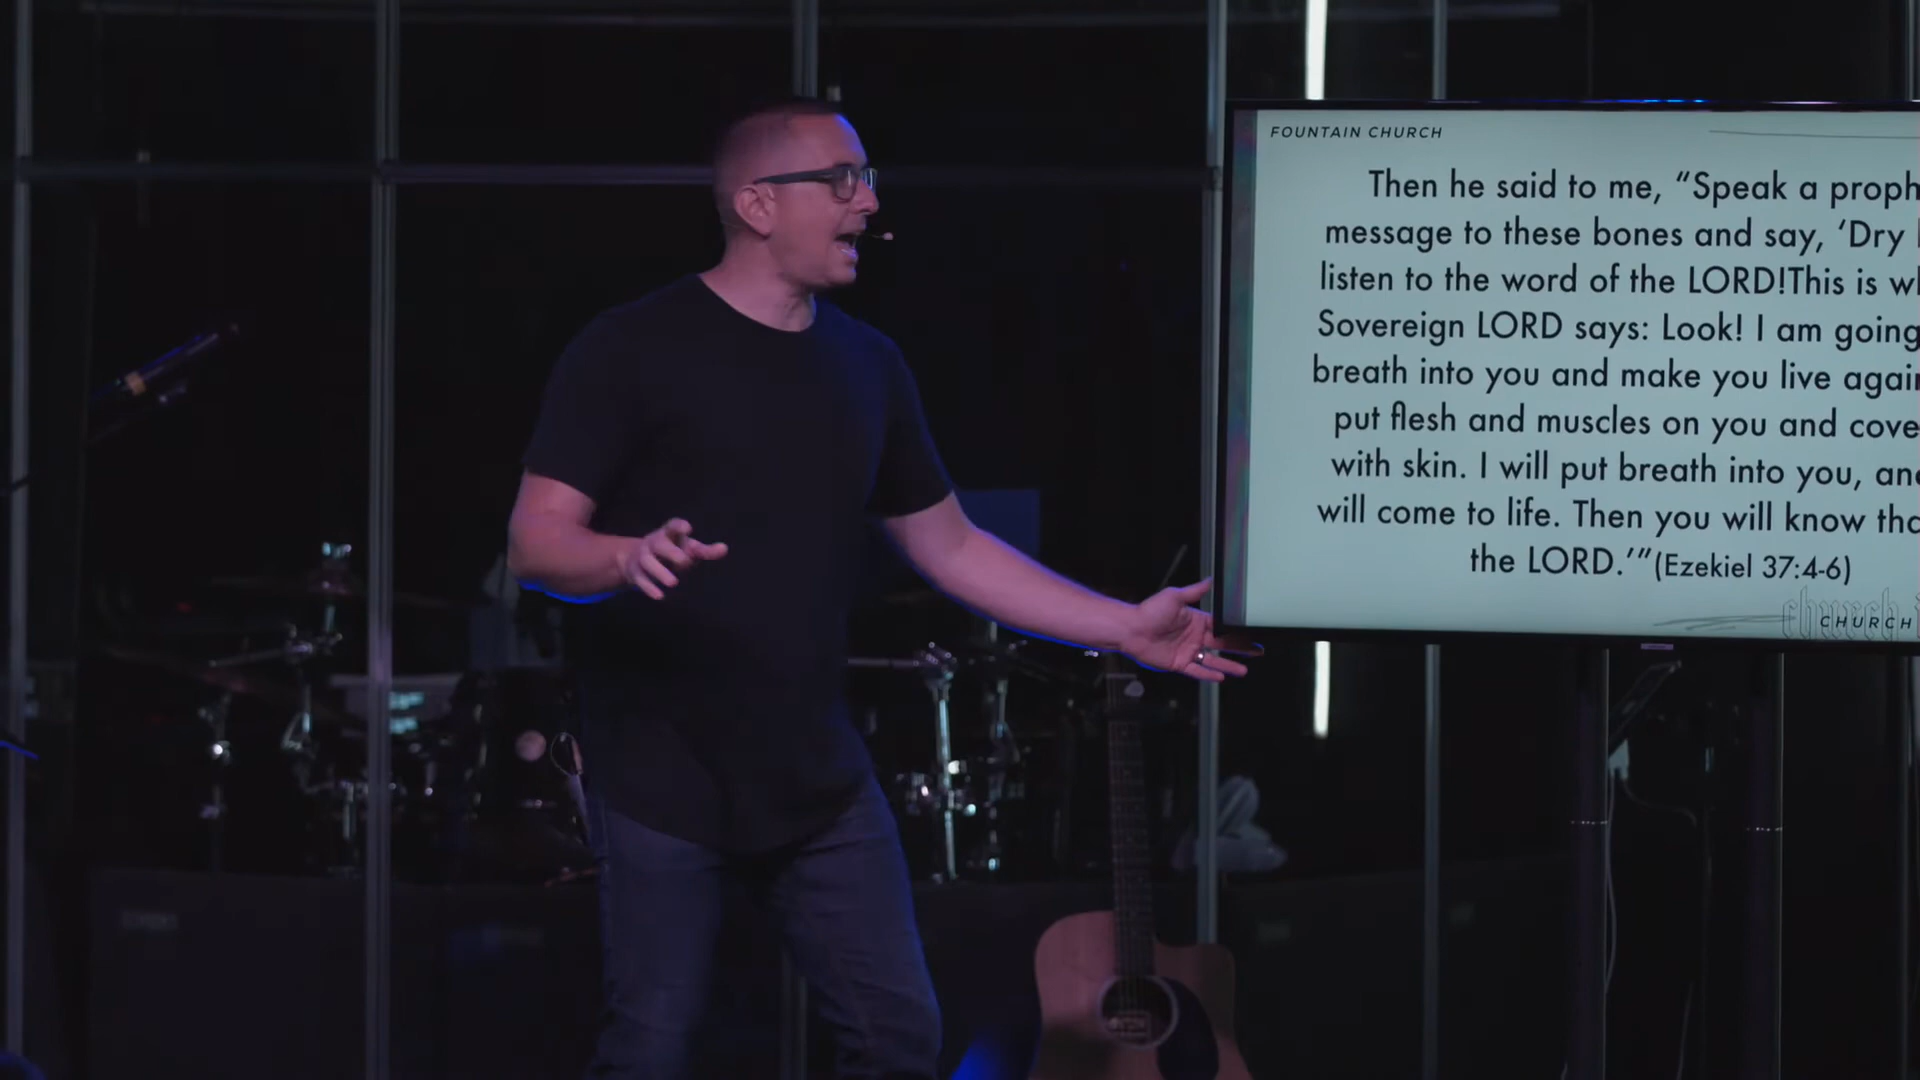 FOUNTAIN CHURCH
Then he said to me, “Speak a proph
message to these bones and say, ‘Dry
listen to the word of the LORD!This is wh
Sovereign LORD says: Look! I am going
breath into you and make you live again
put flesh and muscles on you and cove
with skin. I will put breath into you, and
will come to life. Then you will know tha
the LORD.’”(Ezekiel 37:4-6)
church
CHURCH